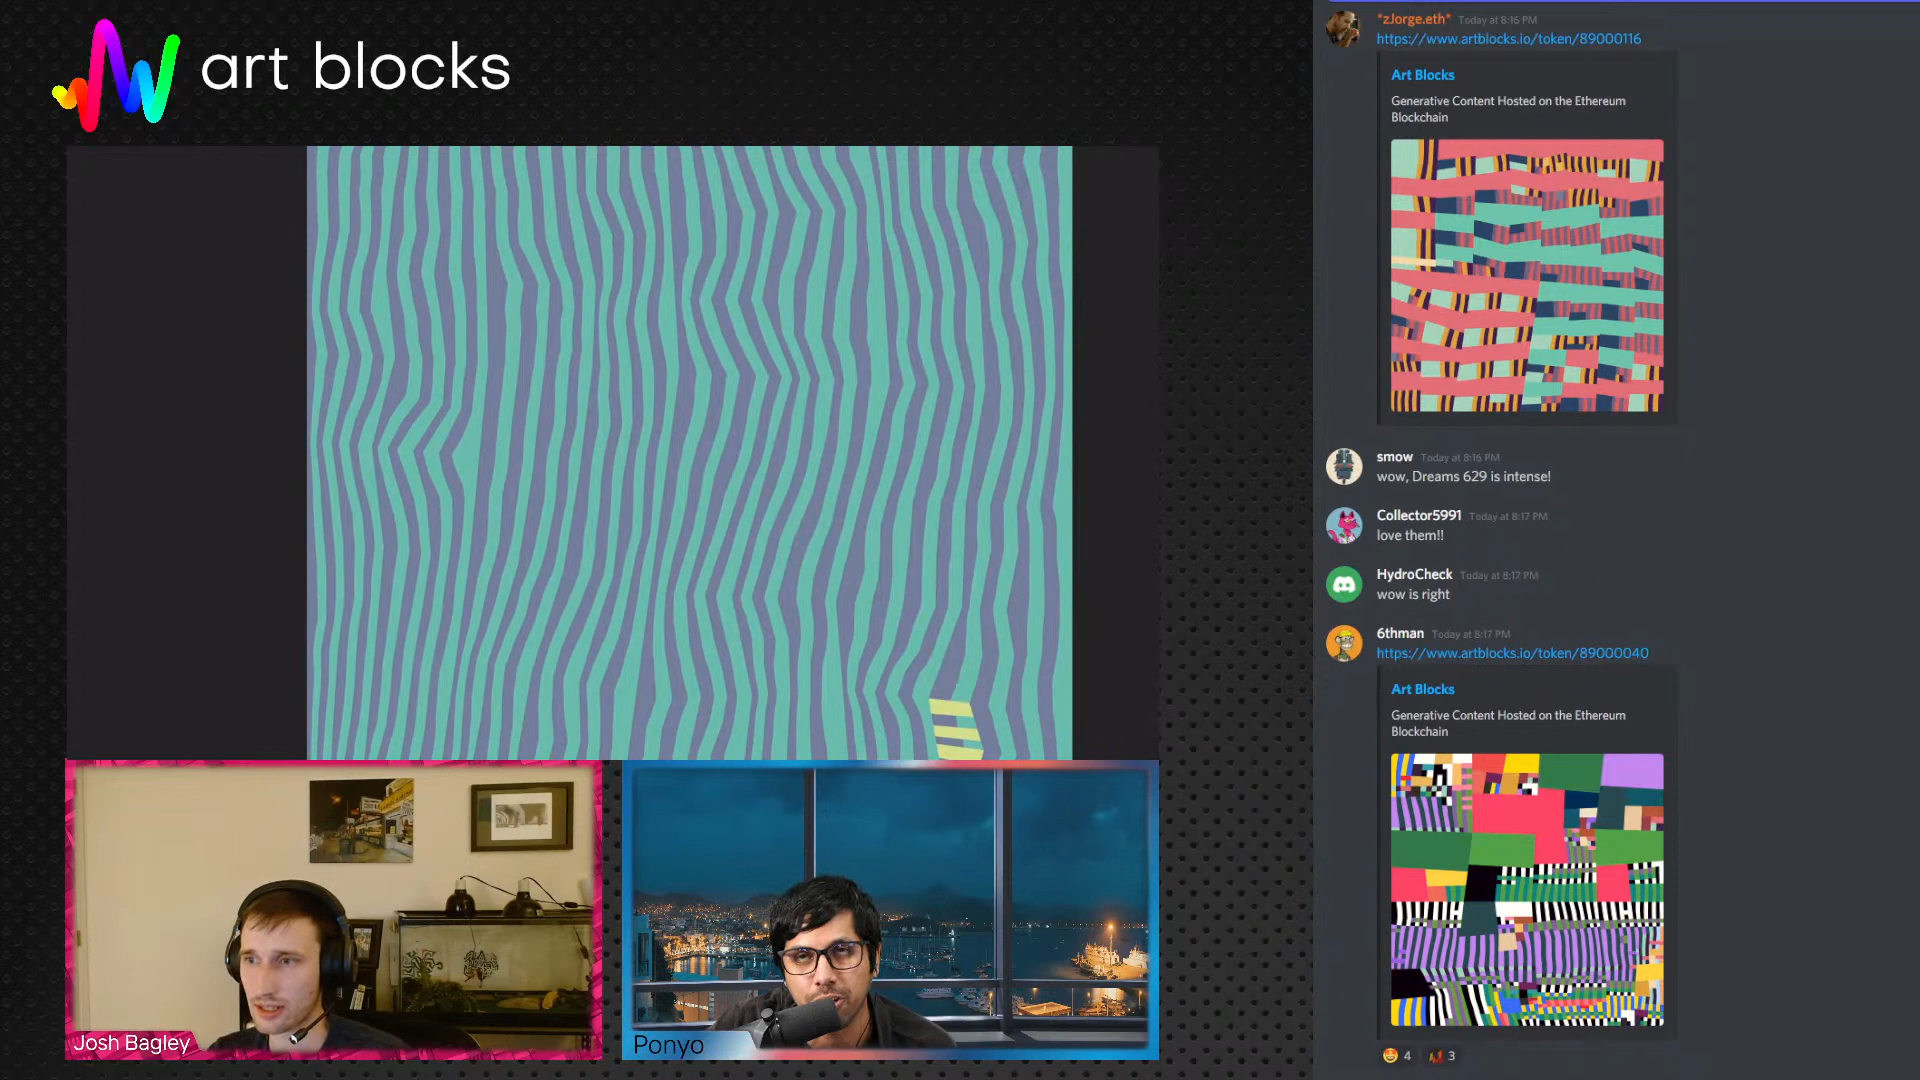 art blocks
*zJorge.eth* Today at 8:16 PM
https://www.artblocks.io/token/89000116
Art Blocks
Generative Content Hosted on the Ethereum
Blockchain
smow Today at 8:16 PM
wow, Dreams 629 is intense!
Collector5991 Today at 8:17 PM
love them!!
HydroCheck Today at 8:17 PM
wow is right
6thman Today at 8:17 PM
https://www.artblocks.io/token/89000040
Art Blocks
Generative Content Hosted on the Ethereum
Blockchain
4 3
Josh Bagley
Ponyo